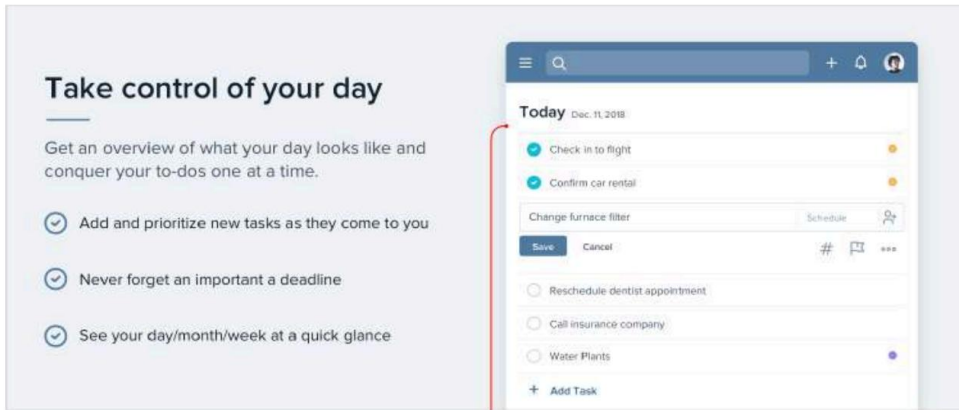 Take control of your day
Get an overview of what your day looks like and
conquer your to-dos one at a time.
Add and prioritize new tasks as they come to you
Never forget an important a deadline
See your day/month/week at a quick glance
Today Dec. 11, 2018
Check in to flight
Confirm car rental
Change furnace filter Schedule
Save Cancel
Reschedule dentist appointment
Call insurance company
Water Plants
+ Add Task